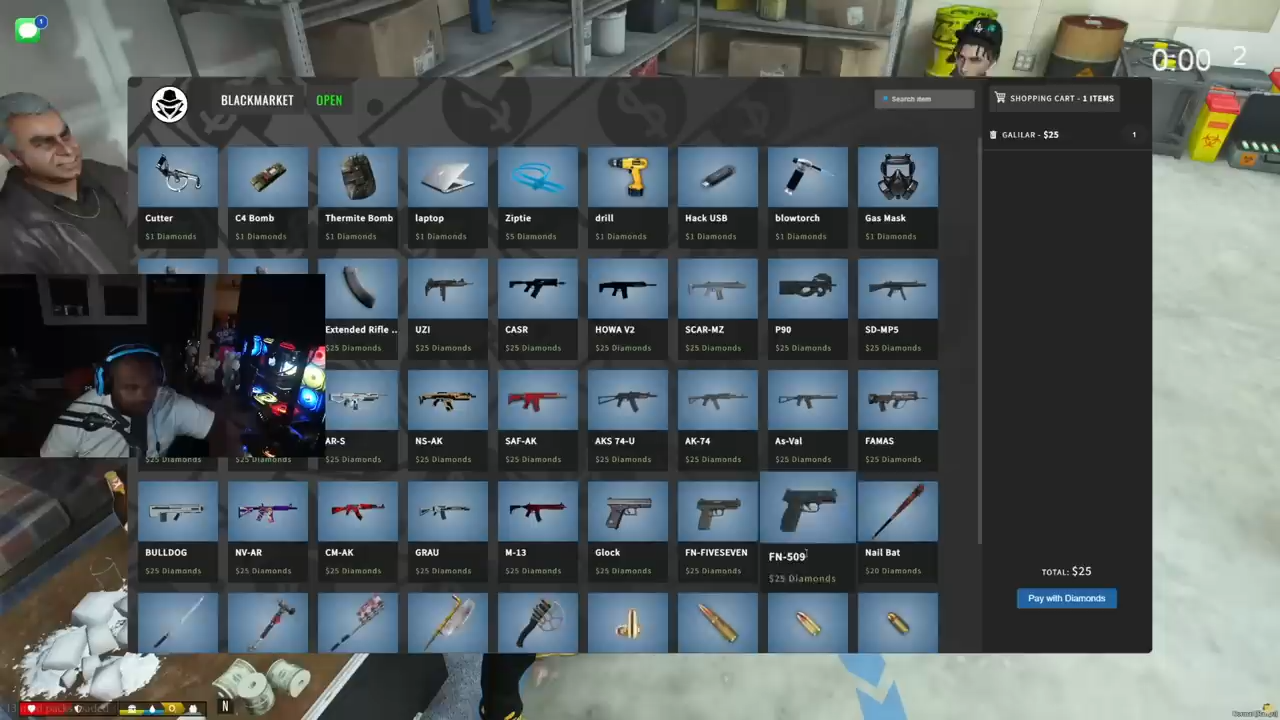 1
0:00 2
BLACKMARKET OPEN
Search item
SHOPPING CART - 1 ITEMS
GALILAR - $25 1
Cutter C4 Bomb Thermite Bomb laptop Ziptie drill Hack USB blowtorch Gas Mask
$1 Diamonds $1 Diamonds $1 Diamonds $1 Diamonds $5 Diamonds $1 Diamonds $1 Diamonds $1 Diamonds $1 Diamonds
Extended Rifle .. UZI CASR HOWA V2 SCAR-MZ P90 SD-MP5
$25 Diamonds $25 Diamonds $25 Diamonds $25 Diamonds $25 Diamonds $25 Diamonds $25 Diamonds
AR-S NS-AK SAF-AK AKS 74-U AK-74 As-Val FAMAS
$25 Diamonds $25 Diamonds $25 Diamonds $25 Diamonds $25 Diamonds $25 Diamonds $25 Diamonds $25 Diamonds $25 Diamonds
BULLDOG NV-AR CM-AK GRAU M-13 Glock FN-FIVESEVEN FN-509 Nail Bat
$25 Diamonds $25 Diamonds $25 Diamonds $25 Diamonds $25 Diamonds $25 Diamonds $25 Diamonds $25 Diamonds $20 Diamonds
TOTAL: $25
Pay with Diamonds
N
packs loaded